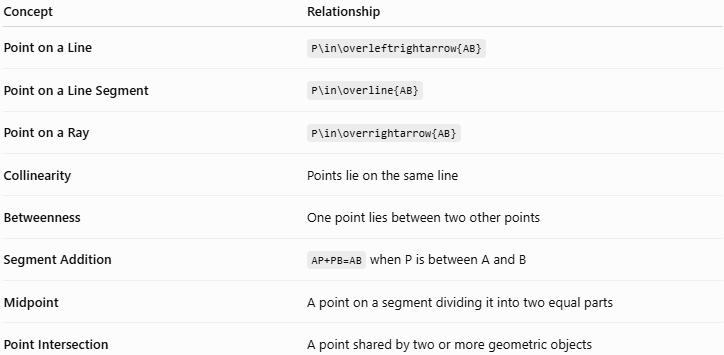 Concept Relationship
Point on a Line P\in\overleftrightarrow{AB}
Point on a Line Segment P\in\overline{AB}
Point on a Ray P\in\overrightarrow{AB}
Collinearity Points lie on the same line
Betweenness One point lies between two other points
Segment Addition AP+PB=AB when P is between A and B
Midpoint A point on a segment dividing it into two equal parts
Point Intersection A point shared by two or more geometric objects